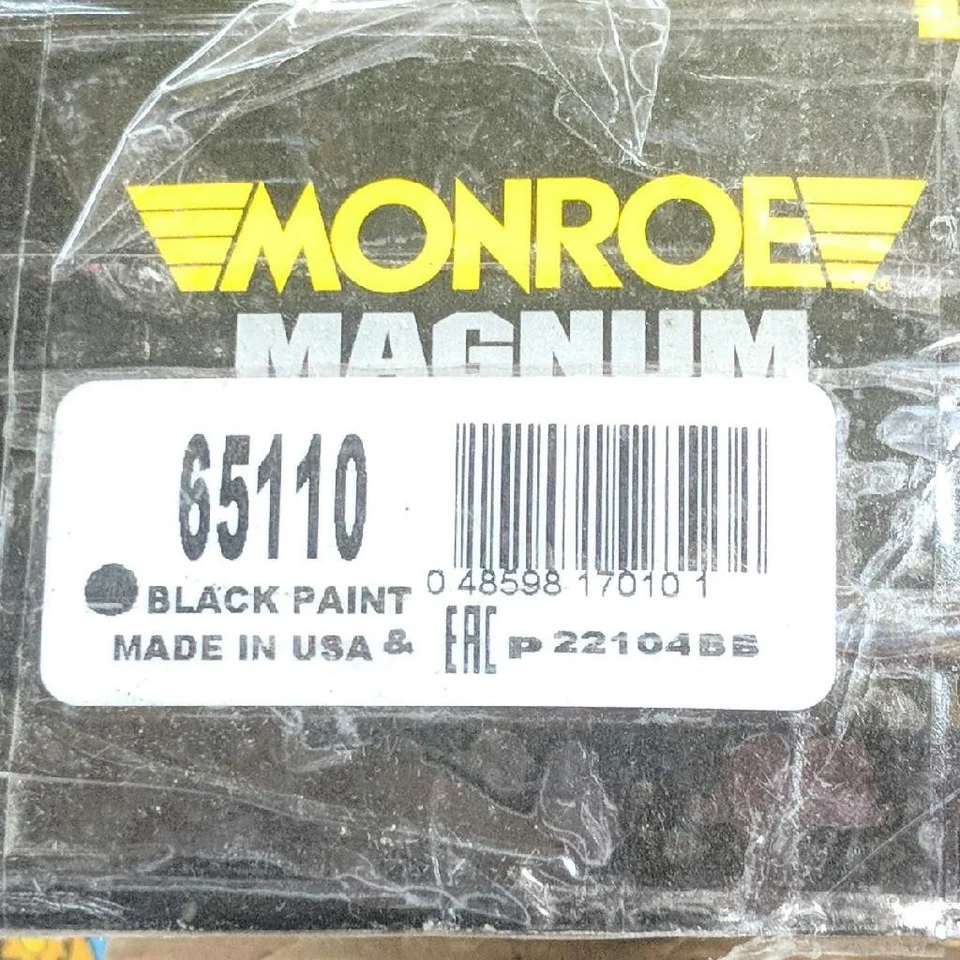 MONROE®
MAGNUM
65110
0 48598 17010 1
BLACK PAINT
MADE IN USA & EAC P 22104BB